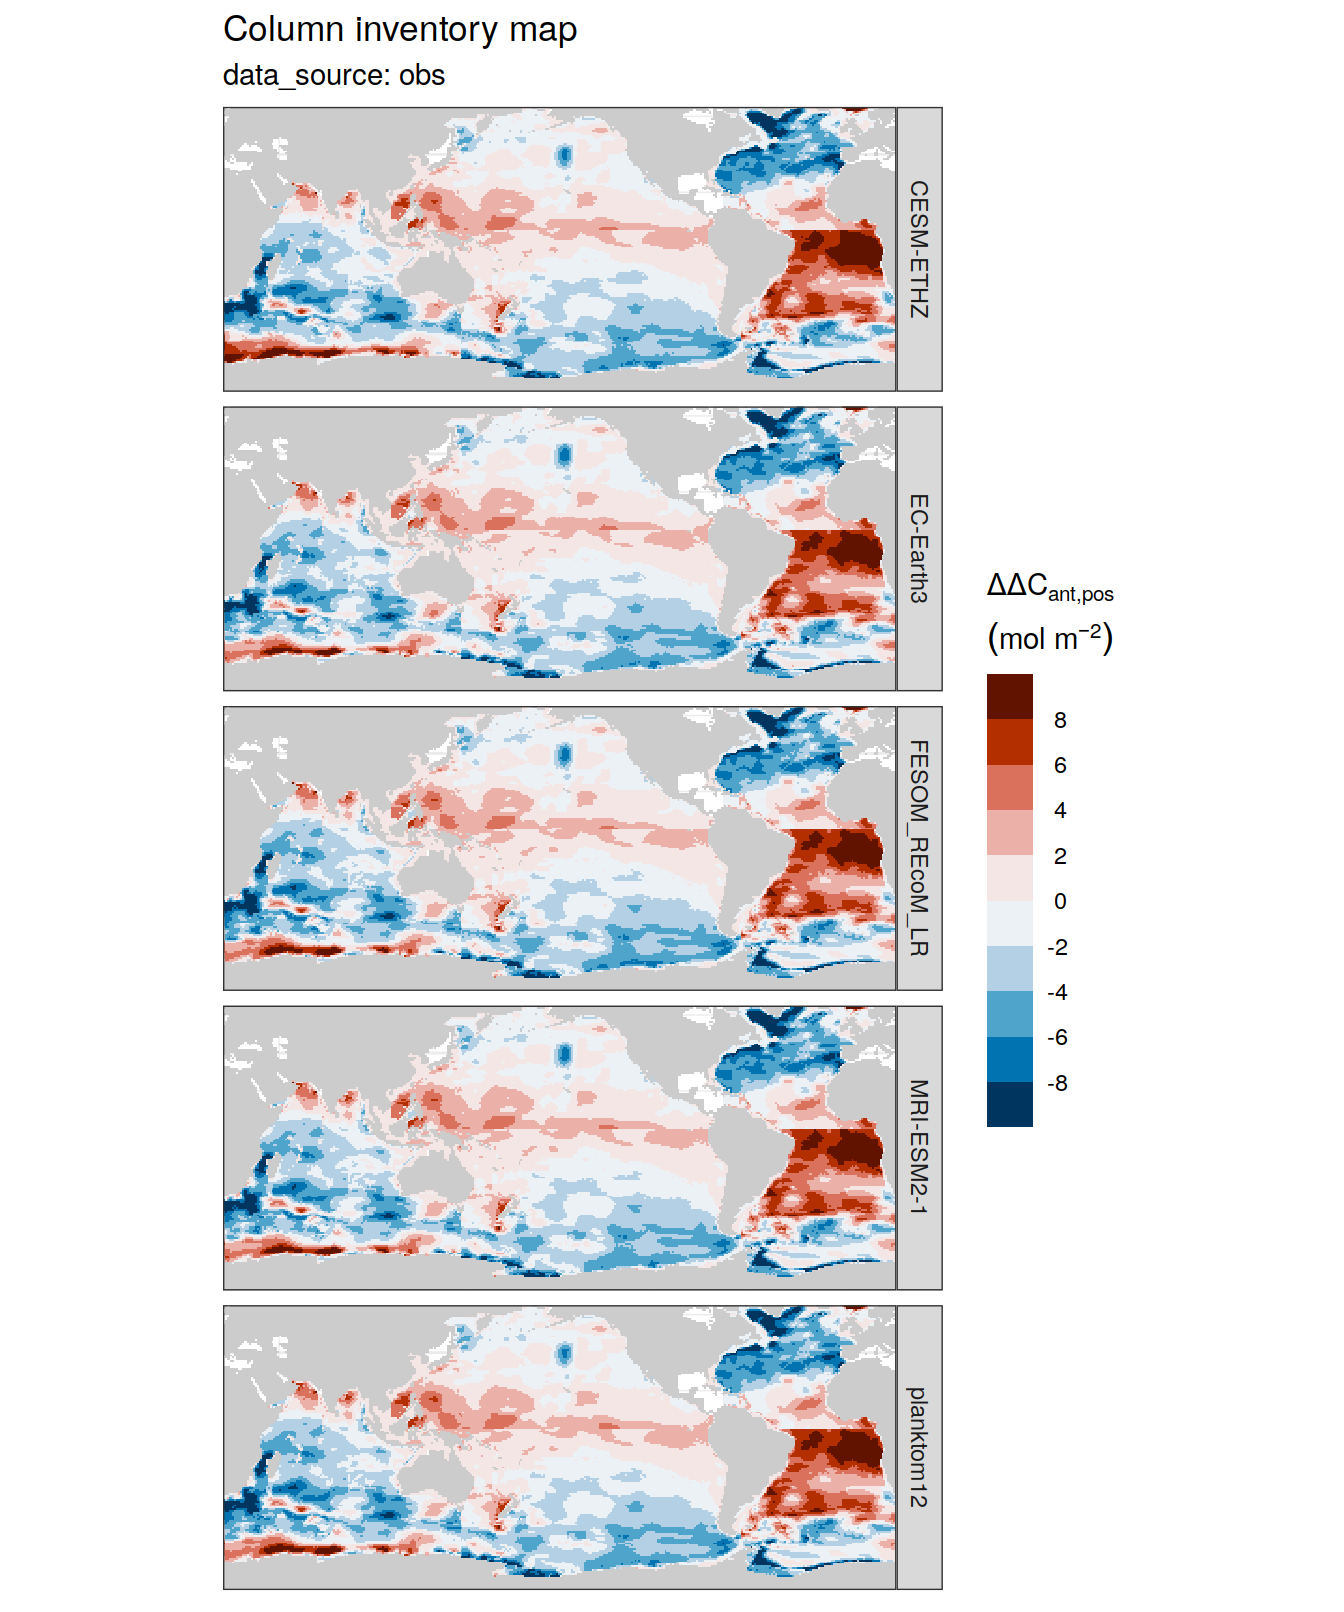 Column inventory map
data_source: obs
CESM-ETHZ
EC-Earth3
FESOM_REcoM_LR
MRI-ESM2-1
planktom12
ΔΔCant,pos
(mol m−2)
8
6
4
2
0
-2
-4
-6
-8